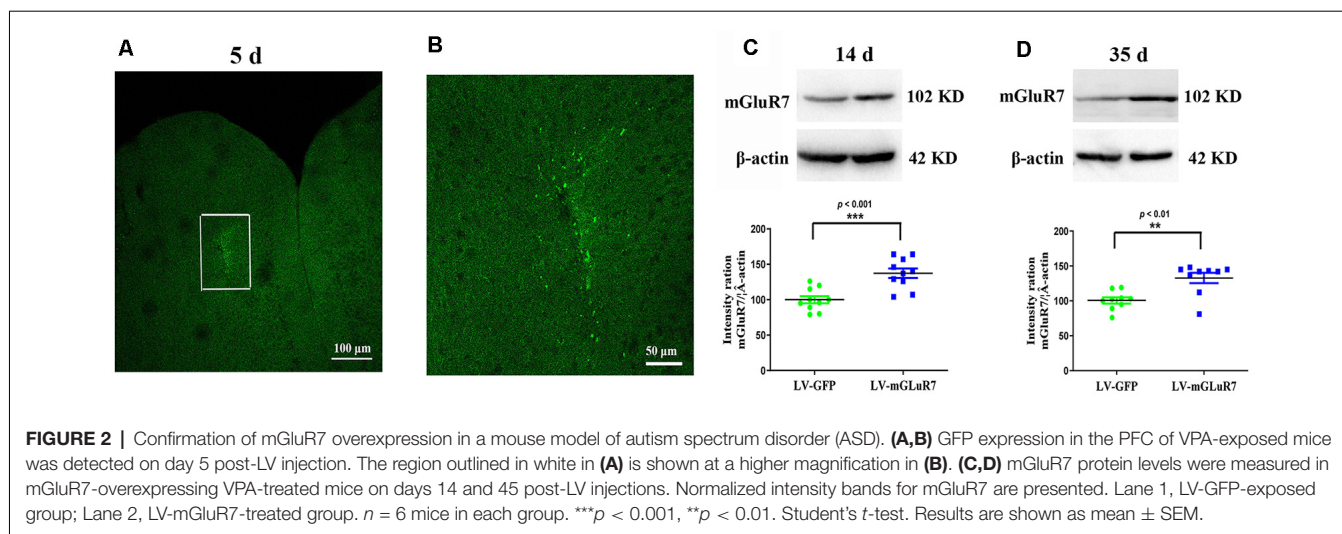 A
5 d
100 µm
B
50 µm
C
14 d
mGluR7
102 KD
β-actin
42 KD
p < 0.001
***
Intensity ration
mGluR7/¦Â-actin
200
150
100
50
0
LV-GFP
LV-mGLuR7
D
35 d
mGluR7
102 KD
β-actin
42 KD
p < 0.01
**
Intensity ration
mGluR7/¦Â-actin
200
150
100
50
0
LV-GFP
LV-mGLuR7
FIGURE 2 | Confirmation of mGluR7 overexpression in a mouse model of autism spectrum disorder (ASD). (A,B) GFP expression in the PFC of VPA-exposed mice
was detected on day 5 post-LV injection. The region outlined in white in (A) is shown at a higher magnification in (B). (C,D) mGluR7 protein levels were measured in
mGluR7-overexpressing VPA-treated mice on days 14 and 45 post-LV injections. Normalized intensity bands for mGluR7 are presented. Lane 1, LV-GFP-exposed
group; Lane 2, LV-mGluR7-treated group. n = 6 mice in each group. ***p < 0.001, **p < 0.01. Student's t-test. Results are shown as mean ± SEM.